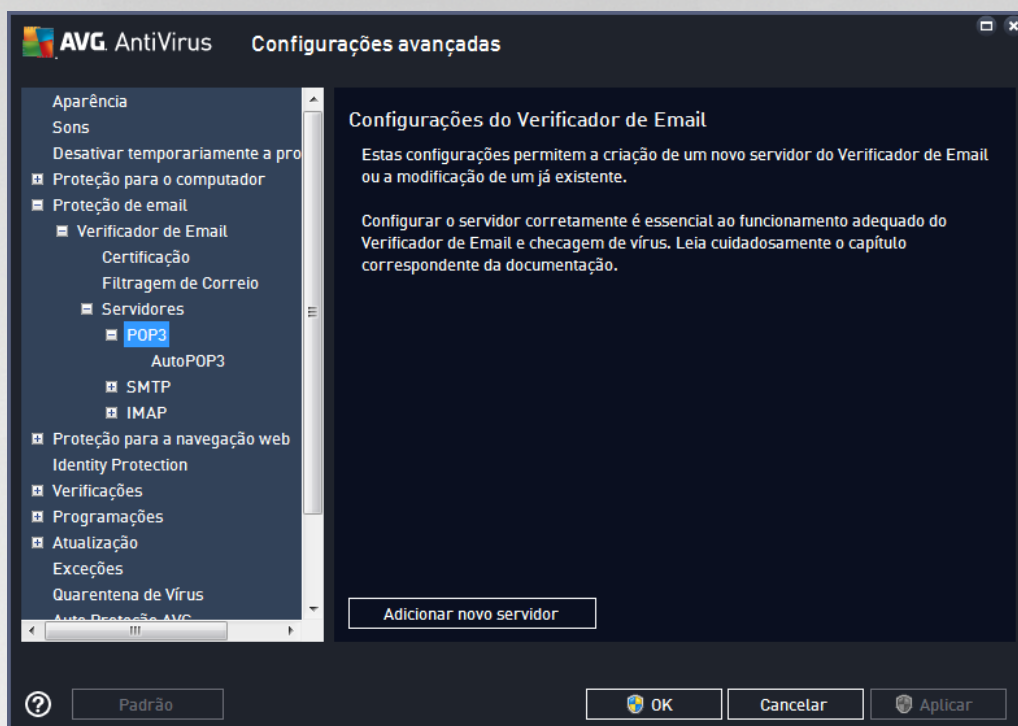 AVG. AntiVirus
Configurações avançadas
Aparência
Sons
Desativar temporariamente a pro
Proteção para o computador
Proteção de email
Verificador de Email
Certificação
Filtragem de Correio
Servidores
POP3
AutoPOP3
SMTP
IMAP
Proteção para a navegação web
Identity Protection
Verificações
Programações
Atualização
Exceções
Quarentena de Vírus
Auto Proteção AVG
Configurações do Verificador de Email
Estas configurações permitem a criação de um novo servidor do Verificador de Email
ou a modificação de um já existente.
Configurar o servidor corretamente é essencial ao funcionamento adequado do
Verificador de Email e checagem de vírus. Leia cuidadosamente o capítulo
correspondente da documentação.
Adicionar novo servidor
Padrão
OK
Cancelar
Aplicar